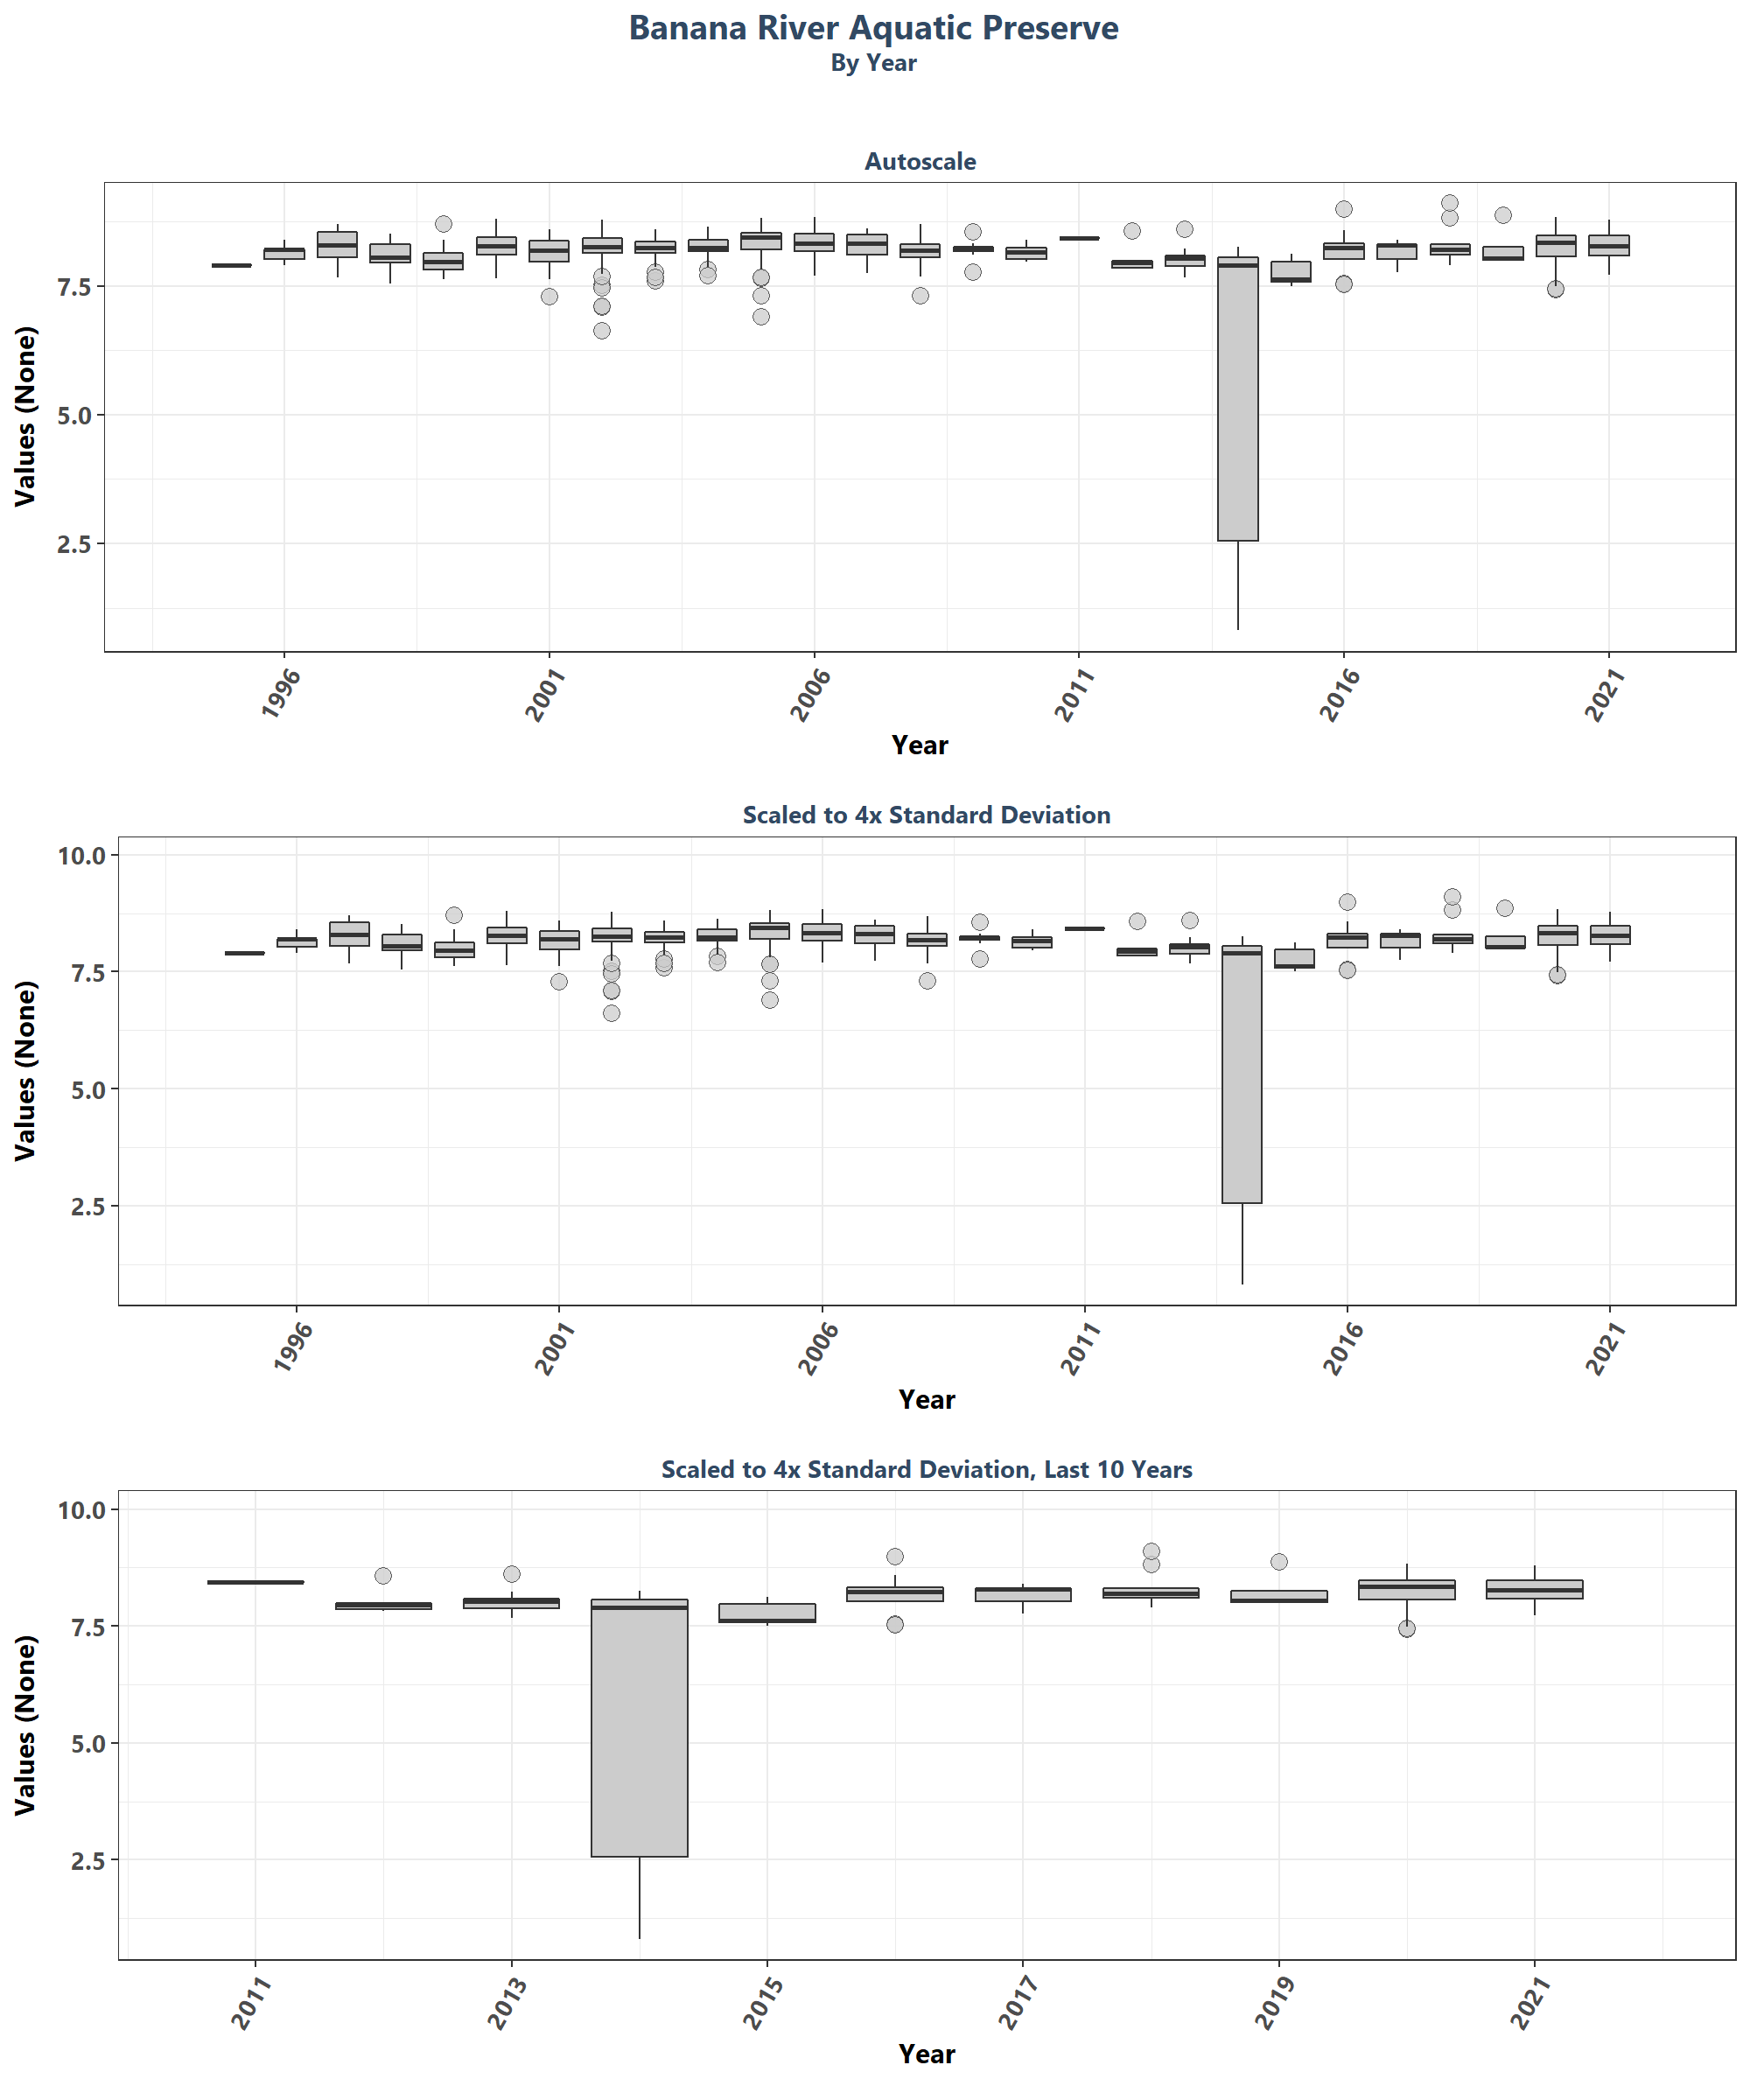 Banana River Aquatic Preserve
By Year
Autoscale
Values (None)
7.5
5.0
2.5
1996
2001
2006
2011
2016
2021
Year
Scaled to 4x Standard Deviation
Values (None)
10.0
7.5
5.0
2.5
1996
2001
2006
2011
2016
2021
Year
Scaled to 4x Standard Deviation, Last 10 Years
Values (None)
10.0
7.5
5.0
2.5
2011
2013
2015
2017
2019
2021
Year